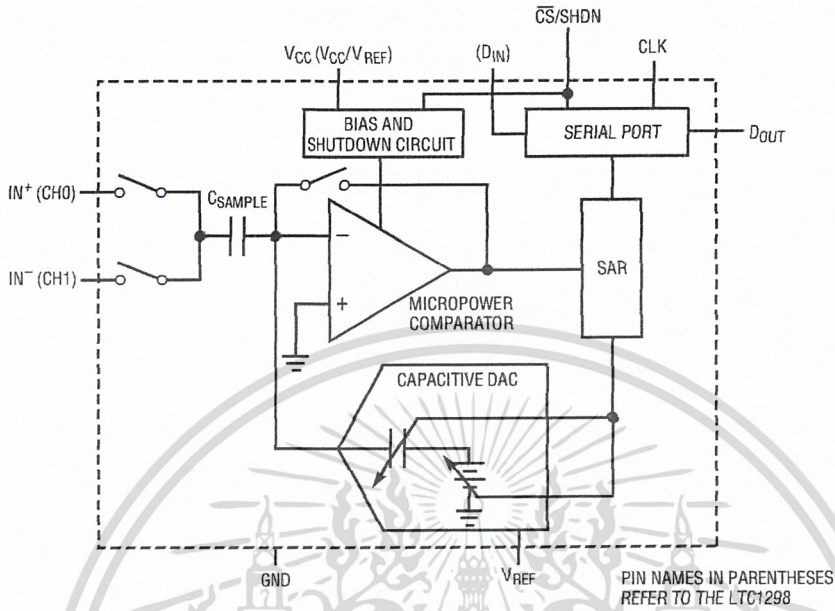 CS/SHDN
VCC (VCC/VREF)
(DIN)
CLK
BIAS AND
SHUTDOWN CIRCUIT
SERIAL PORT
DOUT
IN+ (CH0)
CSAMPLE
IN− (CH1)
−
+
SAR
MICROPOWER
COMPARATOR
CAPACITIVE DAC
GND
VREF
PIN NAMES IN PARENTHESES
REFER TO THE LTC1298